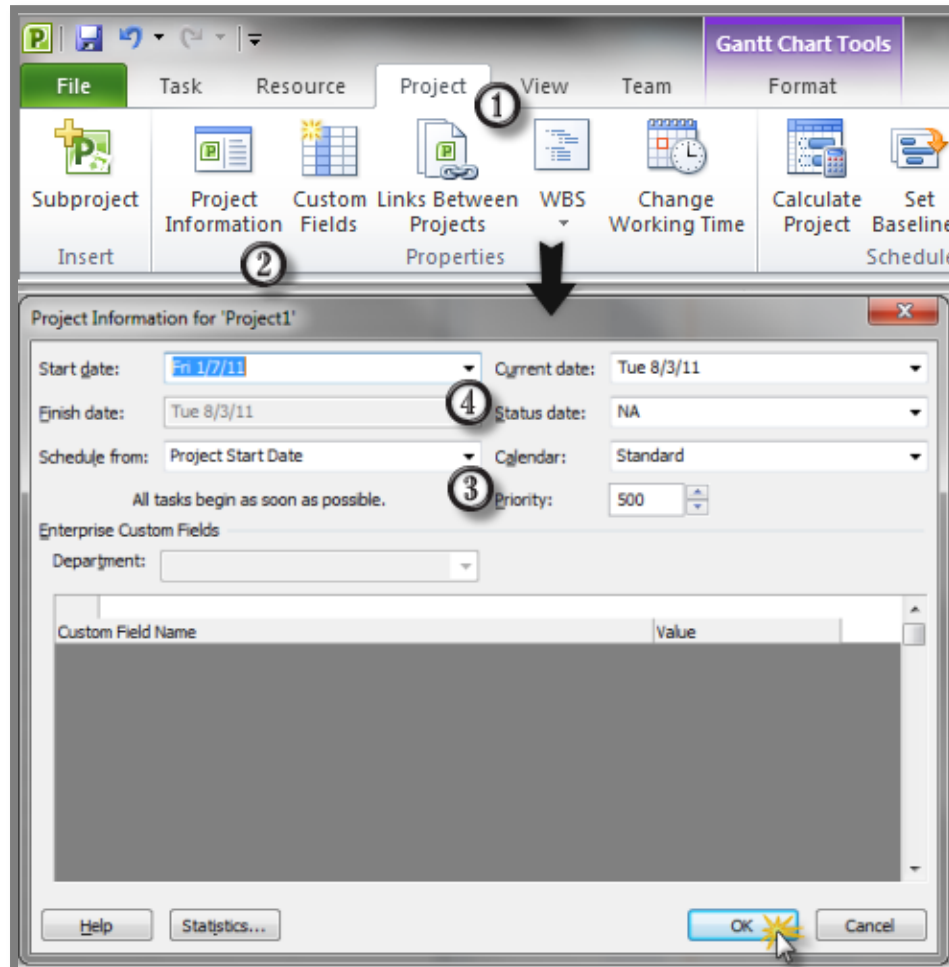 Gantt Chart Tools
File Task Resource Project View Team Format
1
Subproject Project Information Custom Fields Links Between Projects WBS Change Working Time Calculate Project Set Baseline
Insert Properties Schedule
2
Project Information for 'Project1'
Start date: Fri 1/7/11 Current date: Tue 8/3/11
Finish date: Tue 8/3/11 4 Status date: NA
Schedule from: Project Start Date Calendar: Standard
All tasks begin as soon as possible. 3 Priority: 500
Enterprise Custom Fields
Department:
Custom Field Name Value
Help Statistics... OK Cancel